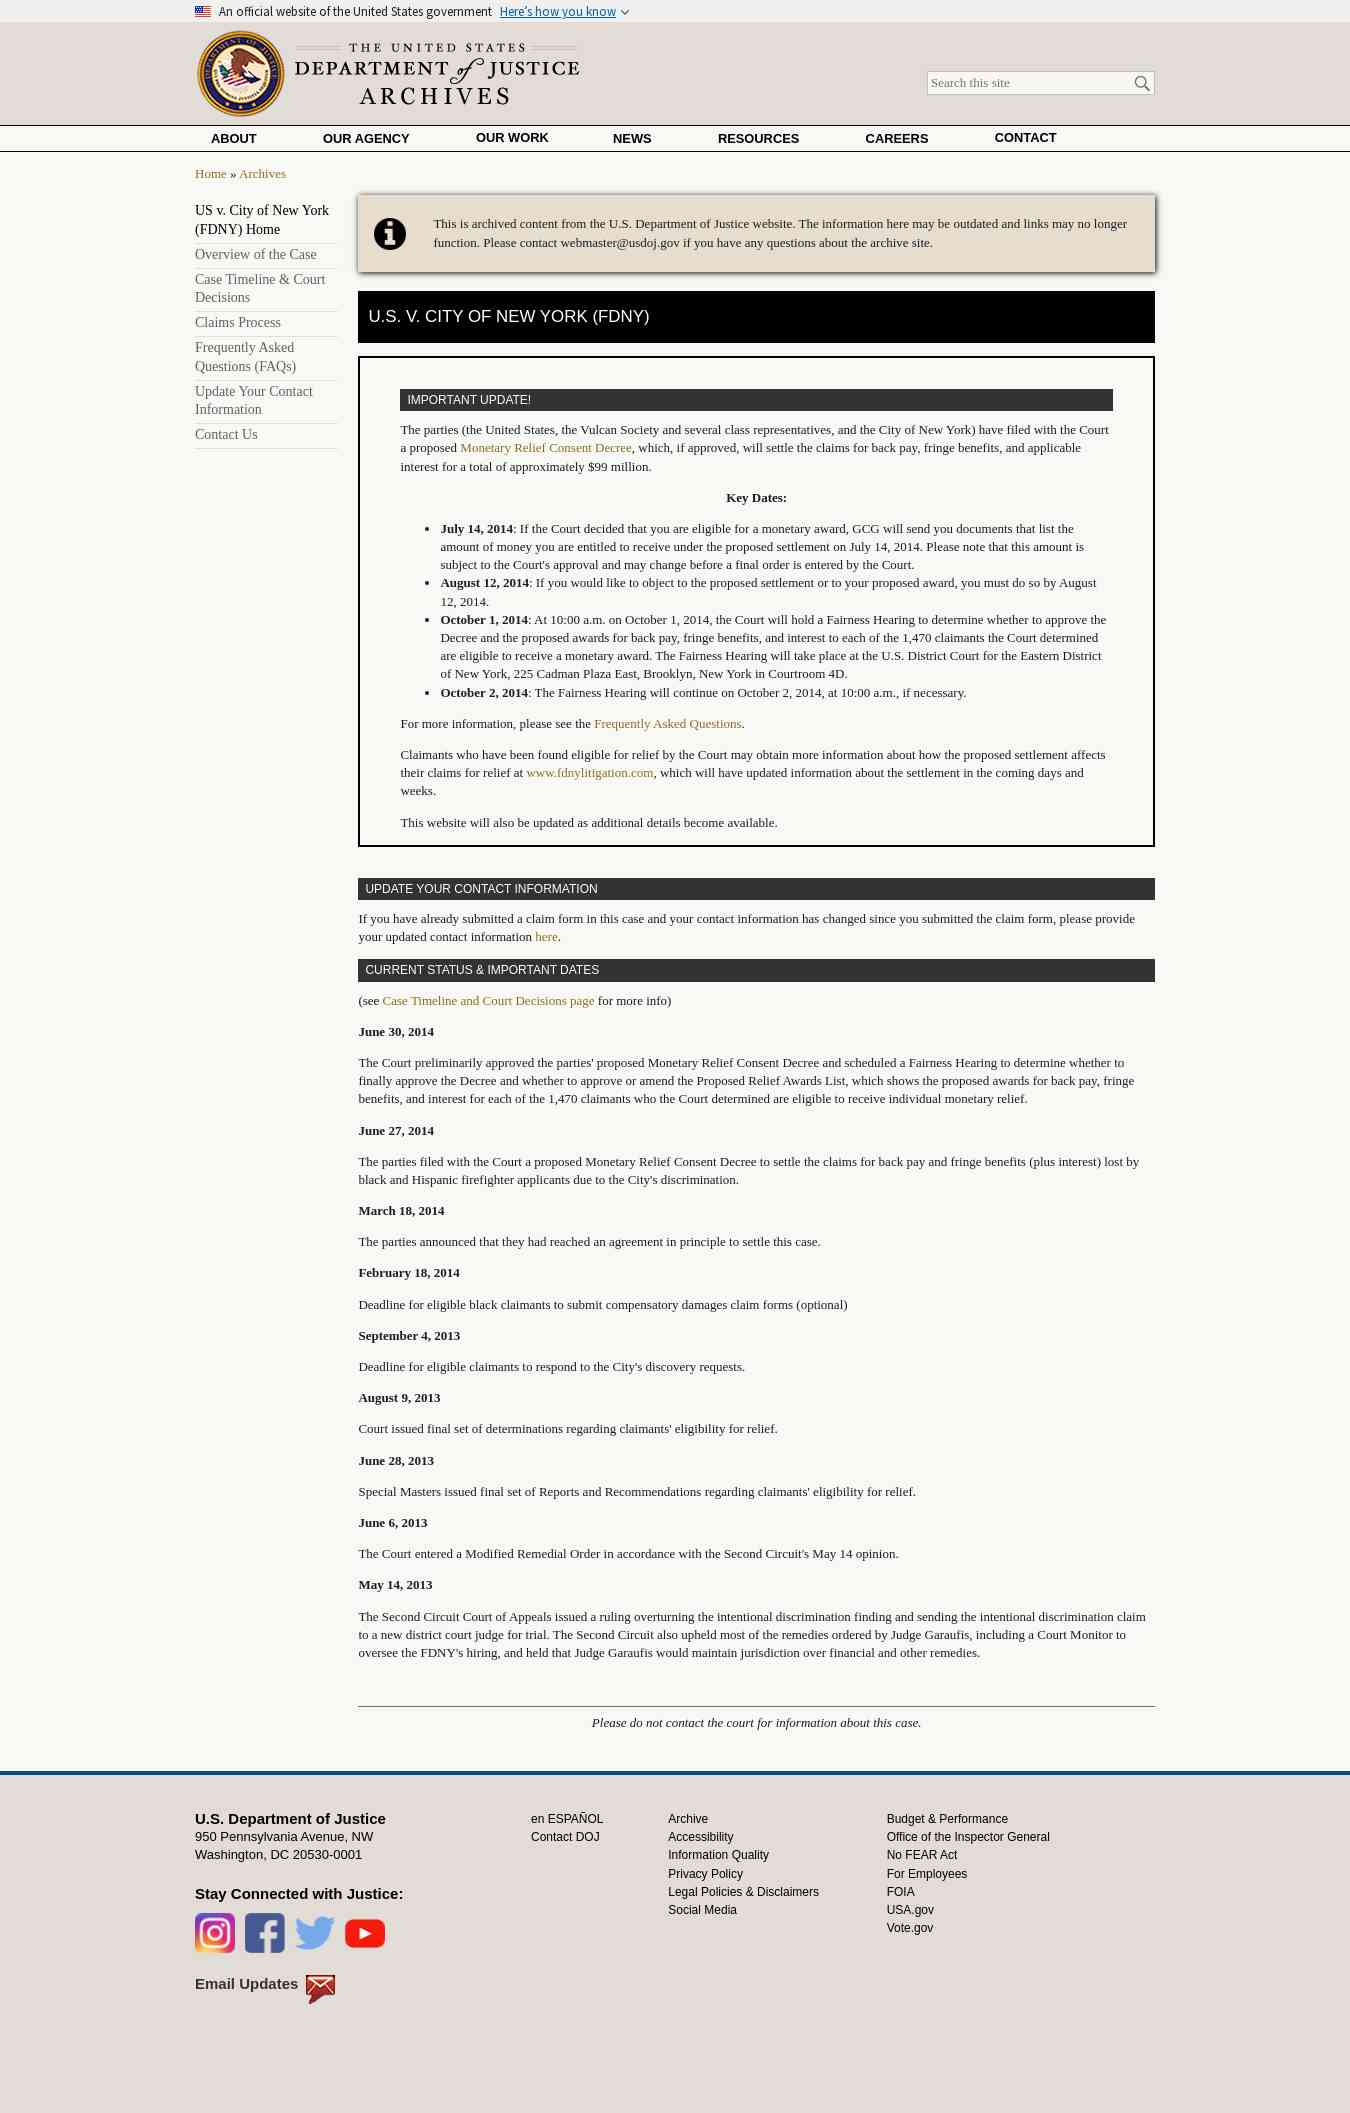 An official website of the United States government Here's how you know
THE UNITED STATES
DEPARTMENT of JUSTICE
ARCHIVES
Search this site
ABOUT OUR AGENCY OUR WORK NEWS RESOURCES CAREERS CONTACT
Home » Archives
US v. City of New York
(FDNY) Home
Overview of the Case
Case Timeline & Court
Decisions
Claims Process
Frequently Asked
Questions (FAQs)
Update Your Contact
Information
Contact Us
This is archived content from the U.S. Department of Justice website. The information here may be outdated and links may no longer
function. Please contact webmaster@usdoj.gov if you have any questions about the archive site.
U.S. V. CITY OF NEW YORK (FDNY)
IMPORTANT UPDATE!
The parties (the United States, the Vulcan Society and several class representatives, and the City of New York) have filed with the Court
a proposed Monetary Relief Consent Decree, which, if approved, will settle the claims for back pay, fringe benefits, and applicable
interest for a total of approximately $99 million.
Key Dates:
• July 14, 2014: If the Court decided that you are eligible for a monetary award, GCG will send you documents that list the
amount of money you are entitled to receive under the proposed settlement on July 14, 2014. Please note that this amount is
subject to the Court's approval and may change before a final order is entered by the Court.
• August 12, 2014: If you would like to object to the proposed settlement or to your proposed award, you must do so by August
12, 2014.
• October 1, 2014: At 10:00 a.m. on October 1, 2014, the Court will hold a Fairness Hearing to determine whether to approve the
Decree and the proposed awards for back pay, fringe benefits, and interest to each of the 1,470 claimants the Court determined
are eligible to receive a monetary award. The Fairness Hearing will take place at the U.S. District Court for the Eastern District
of New York, 225 Cadman Plaza East, Brooklyn, New York in Courtroom 4D.
• October 2, 2014: The Fairness Hearing will continue on October 2, 2014, at 10:00 a.m., if necessary.
For more information, please see the Frequently Asked Questions.
Claimants who have been found eligible for relief by the Court may obtain more information about how the proposed settlement affects
their claims for relief at www.fdnylitigation.com, which will have updated information about the settlement in the coming days and
weeks.
This website will also be updated as additional details become available.
UPDATE YOUR CONTACT INFORMATION
If you have already submitted a claim form in this case and your contact information has changed since you submitted the claim form, please provide
your updated contact information here.
CURRENT STATUS & IMPORTANT DATES
(see Case Timeline and Court Decisions page for more info)
June 30, 2014
The Court preliminarily approved the parties' proposed Monetary Relief Consent Decree and scheduled a Fairness Hearing to determine whether to
finally approve the Decree and whether to approve or amend the Proposed Relief Awards List, which shows the proposed awards for back pay, fringe
benefits, and interest for each of the 1,470 claimants who the Court determined are eligible to receive individual monetary relief.
June 27, 2014
The parties filed with the Court a proposed Monetary Relief Consent Decree to settle the claims for back pay and fringe benefits (plus interest) lost by
black and Hispanic firefighter applicants due to the City's discrimination.
March 18, 2014
The parties announced that they had reached an agreement in principle to settle this case.
February 18, 2014
Deadline for eligible black claimants to submit compensatory damages claim forms (optional)
September 4, 2013
Deadline for eligible claimants to respond to the City's discovery requests.
August 9, 2013
Court issued final set of determinations regarding claimants' eligibility for relief.
June 28, 2013
Special Masters issued final set of Reports and Recommendations regarding claimants' eligibility for relief.
June 6, 2013
The Court entered a Modified Remedial Order in accordance with the Second Circuit's May 14 opinion.
May 14, 2013
The Second Circuit Court of Appeals issued a ruling overturning the intentional discrimination finding and sending the intentional discrimination claim
to a new district court judge for trial. The Second Circuit also upheld most of the remedies ordered by Judge Garaufis, including a Court Monitor to
oversee the FDNY's hiring, and held that Judge Garaufis would maintain jurisdiction over financial and other remedies.
Please do not contact the court for information about this case.
U.S. Department of Justice
950 Pennsylvania Avenue, NW
Washington, DC 20530-0001
Stay Connected with Justice:
Email Updates
en ESPAÑOL
Contact DOJ
Archive
Accessibility
Information Quality
Privacy Policy
Legal Policies & Disclaimers
Social Media
Budget & Performance
Office of the Inspector General
No FEAR Act
For Employees
FOIA
USA.gov
Vote.gov